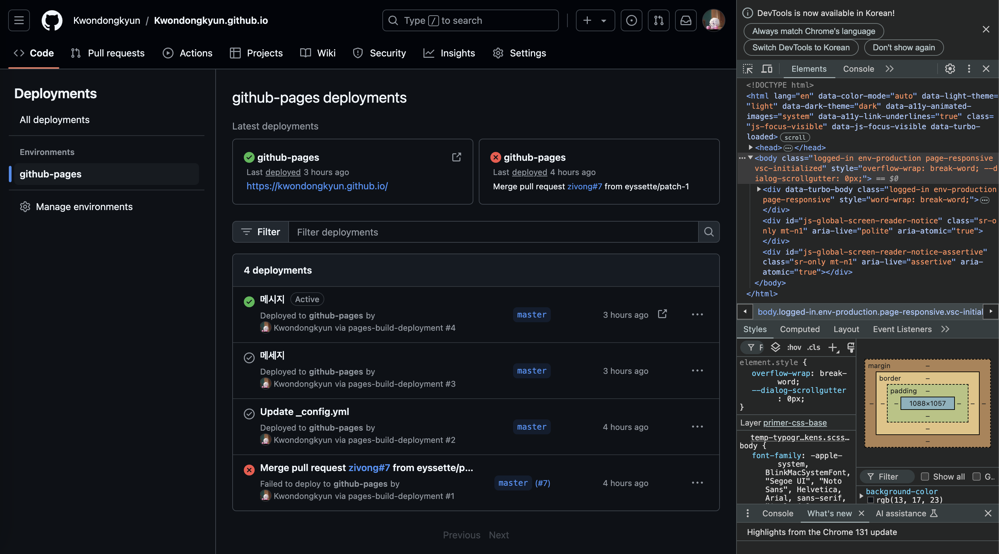 Kwondongkyun / Kwondongkyun.github.io
Type / to search
Code
Pull requests
Actions
Projects
Wiki
Security
Insights
Settings
Deployments
All deployments
Environments
github-pages
Manage environments
github-pages deployments
Latest deployments
github-pages
Last deployed 3 hours ago
https://kwondongkyun.github.io/
github-pages
Last deployed 4 hours ago
Merge pull request zivong#7 from eyssette/patch-1
Filter
Filter deployments
4 deployments
메시지 Active
Deployed to github-pages by
Kwondongkyun via pages-build-deployment #4
master
3 hours ago
메세지
Deployed to github-pages by
Kwondongkyun via pages-build-deployment #3
master
3 hours ago
Update _config.yml
Deployed to github-pages by
Kwondongkyun via pages-build-deployment #2
master
4 hours ago
Merge pull request zivong#7 from eyssette/p...
Failed to deploy to github-pages by
Kwondongkyun via pages-build-deployment #1
master (#7)
4 hours ago
Previous Next
DevTools is now available in Korean!
Always match Chrome's language
Switch DevTools to Korean
Don't show again
Elements
Console
<!DOCTYPE html>
<html lang="en" data-color-mode="auto" data-light-theme=
"light" data-dark-theme="dark" data-a11y-animated-
images="system" data-a11y-link-underlines="true" class=
"js-focus-visible" data-js-focus-visible data-turbo-
loaded> scroll
<head>…</head>
<body class="logged-in env-production page-responsive
vsc-initialized" style="overflow-wrap: break-word; --d
ialog-scrollgutter: 0px;"> == $0
<div data-turbo-body class="logged-in env-production
page-responsive" style="word-wrap: break-word;">…
</div>
<div id="js-global-screen-reader-notice" class="sr-o
nly mt-n1" aria-live="polite" aria-atomic="true">
</div>
<div id="js-global-screen-reader-notice-assertive"
class="sr-only mt-n1" aria-live="assertive" aria-
atomic="true"></div>
</body>
</html>
body.logged-in.env-production.page-responsive.vsc-initial
Styles
Computed
Layout
Event Listeners
F
:hov
.cls
element.style {
overflow-wrap: break-
word;
--dialog-scrollgutter
: 0px;
}
Layer primer-css-base
temp-typogr…kens.scss…
body {
font-family: -apple-
system,
BlinkMacSystemFont,
"Segoe UI", "Noto
Sans", Helvetica,
Arial, sans-serif,
margin –
border –
padding –
1088×1057
Filter
Show all
G..
background-color
rgb(13, 17, 23)
Console
What's new
AI assistance
Highlights from the Chrome 131 update